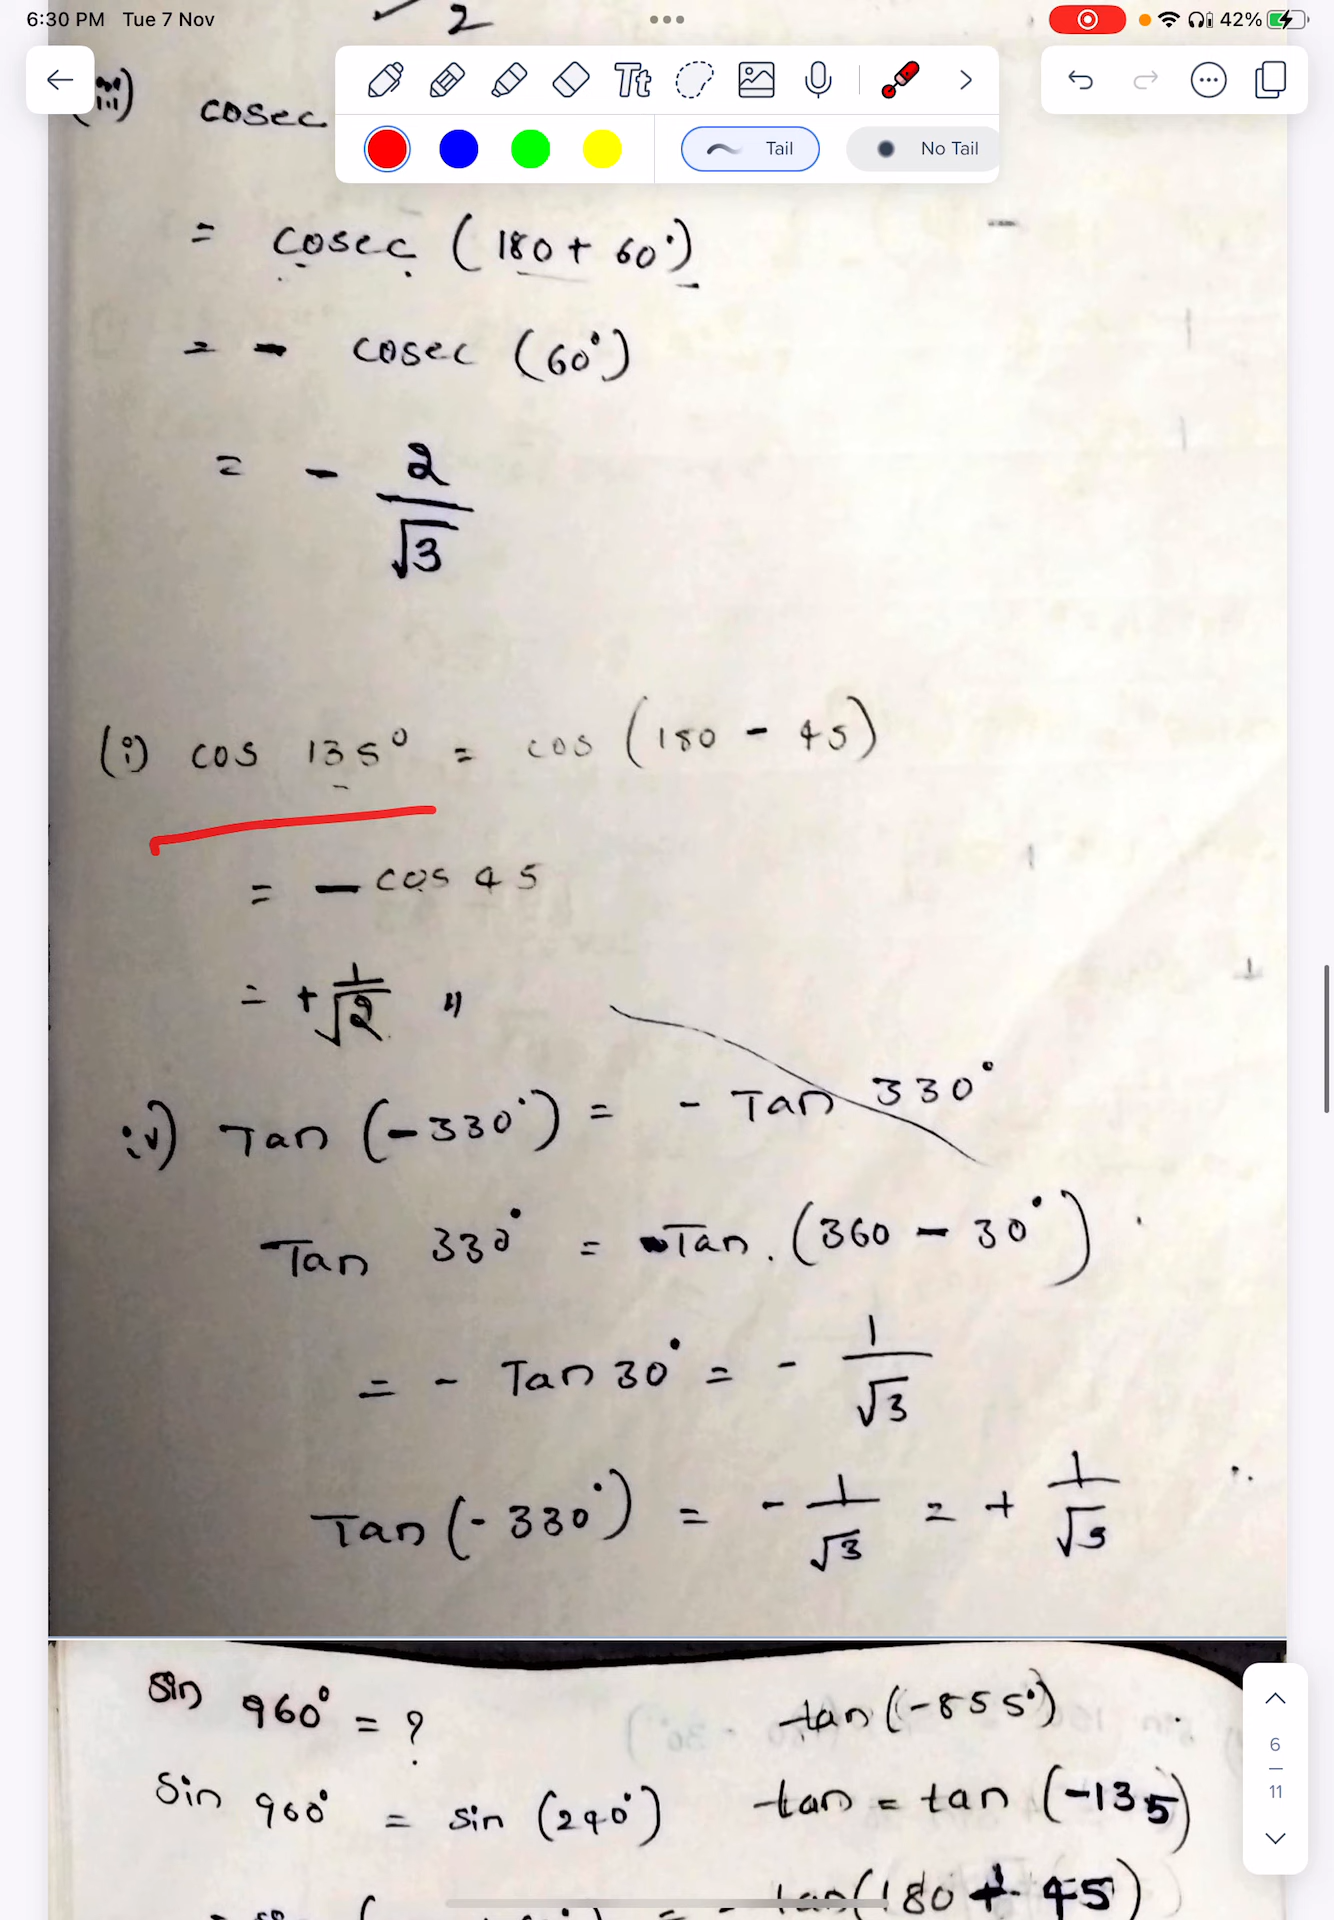 6:30 PM Tue 7 Nov
42%
2
(iii) cosec
Tt
Tail
No Tail
= cosec (180 + 60°)
= - cosec (60°)
= - 2/√3
(i) cos 135° = cos (180 - 45)
= - cos 45
= + 1/√2 "
iv) Tan (-330°) = - Tan 330°
Tan 330° = -Tan. (360 - 30°)
= - Tan 30° = - 1/√3
Tan (-330°) = - 1/√3 = + 1/√3
Sin 960° = ?
tan (-855°)
Sin 960° = sin (240°)
tan = tan (-135)
tan (180 + 45)
6
11